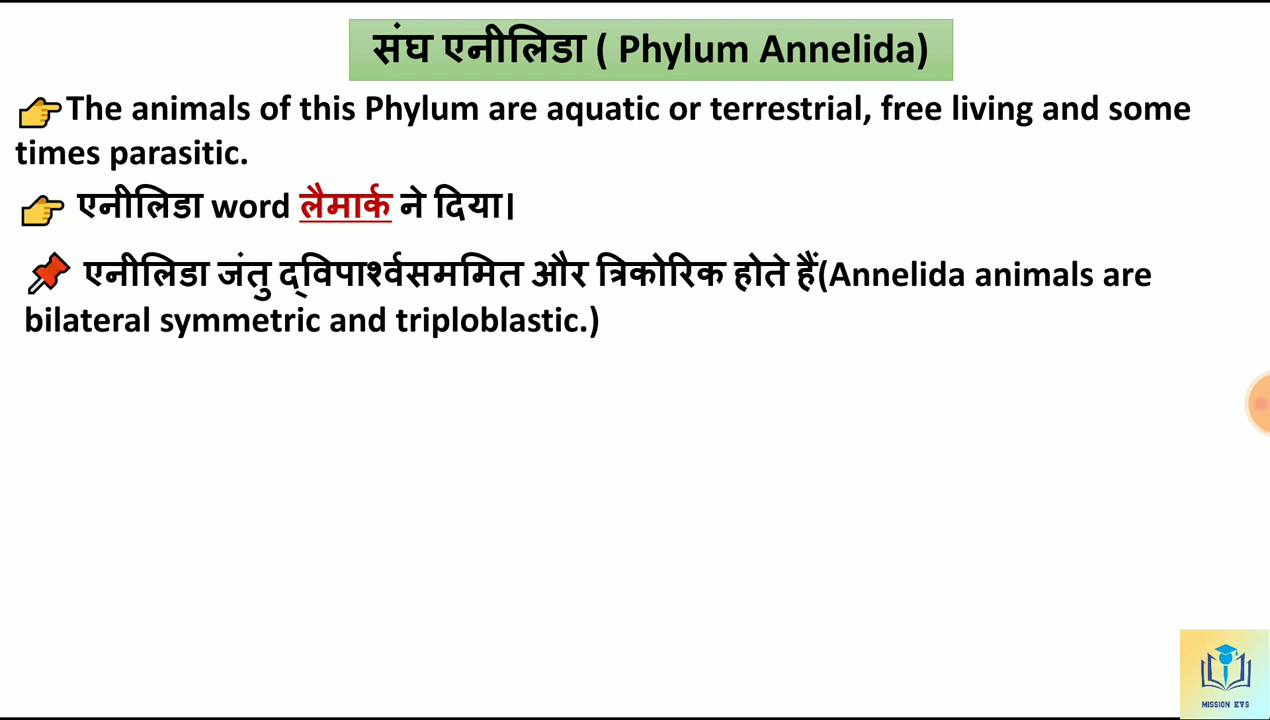 संघ एनीलिडा ( Phylum Annelida)
👉The animals of this Phylum are aquatic or terrestrial, free living and some
times parasitic.
👉 एनीलिडा word लैमार्क ने दिया।
📌 एनीलिडा जंतु द्विपार्श्वसममित और त्रिकोरिक होते हैं(Annelida animals are
bilateral symmetric and triploblastic.)
MISSION KVS